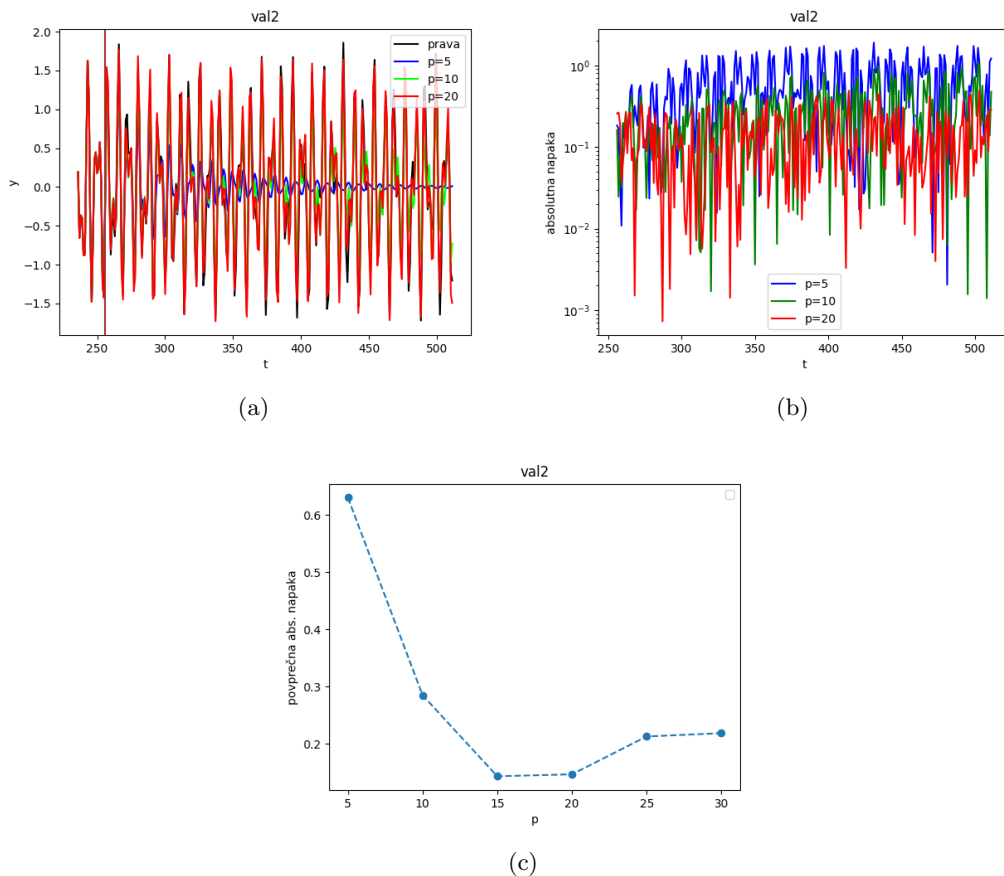 val2
2.0
1.5
1.0
0.5
0.0
−0.5
−1.0
−1.5
y
prava
p=5
p=10
p=20
250 300 350 400 450 500
t
(a)
val2
10⁰
10⁻¹
10⁻²
10⁻³
absolutna napaka
p=5
p=10
p=20
250 300 350 400 450 500
t
(b)
val2
0.6
0.5
0.4
0.3
0.2
povprečna abs. napaka
5 10 15 20 25 30
p
(c)